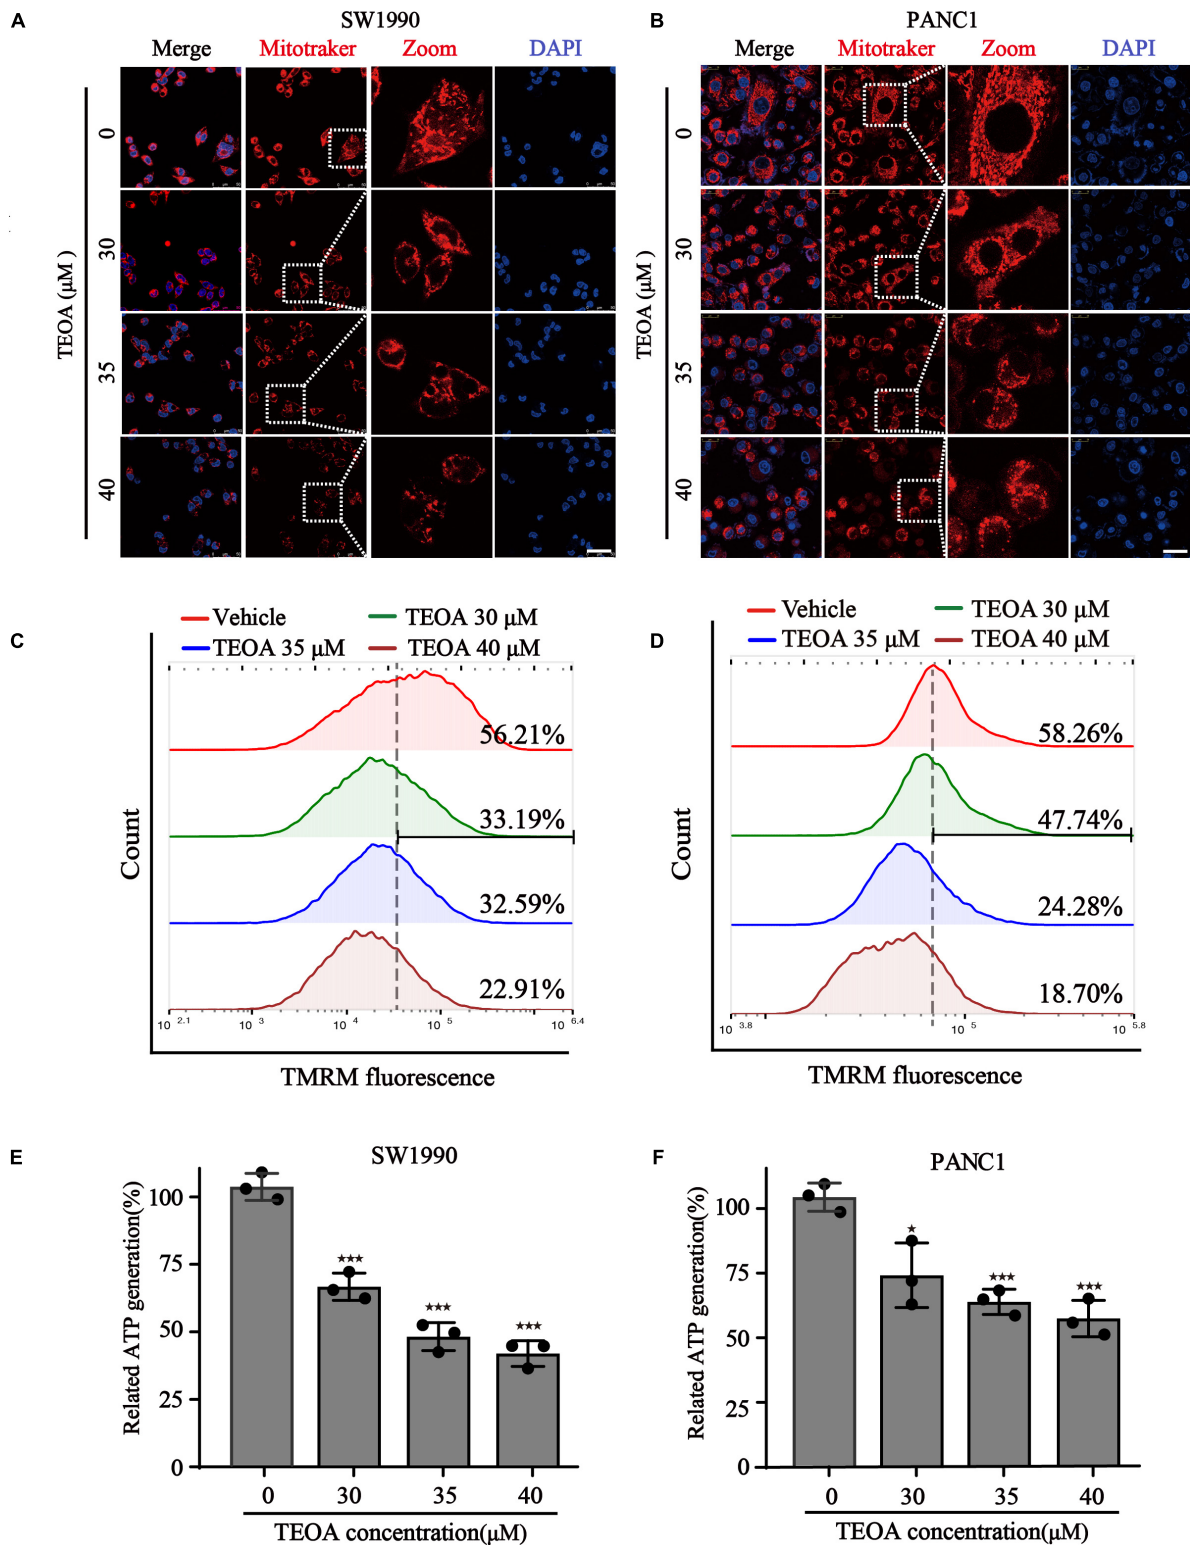 A
SW1990
Merge
Mitotraker
Zoom
DAPI
TEOA (μM)
0
30
35
40
B
PANC1
Merge
Mitotraker
Zoom
DAPI
TEOA (μM )
0
30
35
40
C
Vehicle
TEOA 30 μM
TEOA 35 μM
TEOA 40 μM
Count
56.21%
33.19%
32.59%
22.91%
10 2.1
10 3
10 4
10 5
10 6.4
TMRM fluorescence
D
Vehicle
TEOA 30 μM
TEOA 35 μM
TEOA 40 μM
Count
58.26%
47.74%
24.28%
18.70%
10 3.8
10 5
10 5.8
TMRM fluorescence
E
SW1990
Related ATP generation(%)
100
75
50
25
0
★★★
★★★
★★★
0 30 35 40
TEOA concentration(μM)
F
PANC1
Related ATP generation(%)
100
75
50
25
0
★
★★★
★★★
0 30 35 40
TEOA concentration(μM)